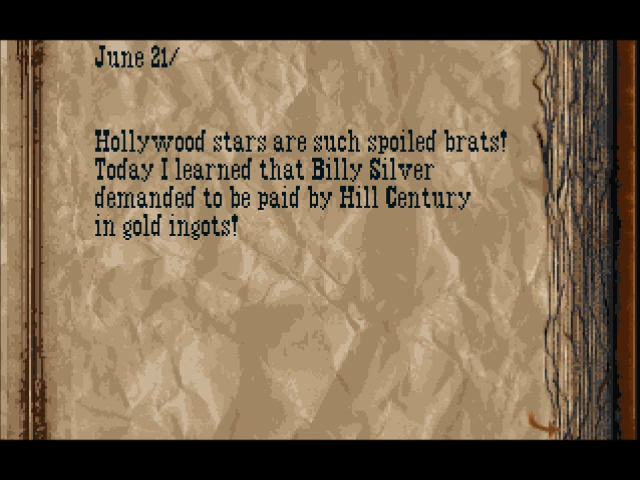 June 21/
Hollywood stars are such spoiled brats!
Today I learned that Billy Silver
demanded to be paid by Hill Century
in gold ingots!